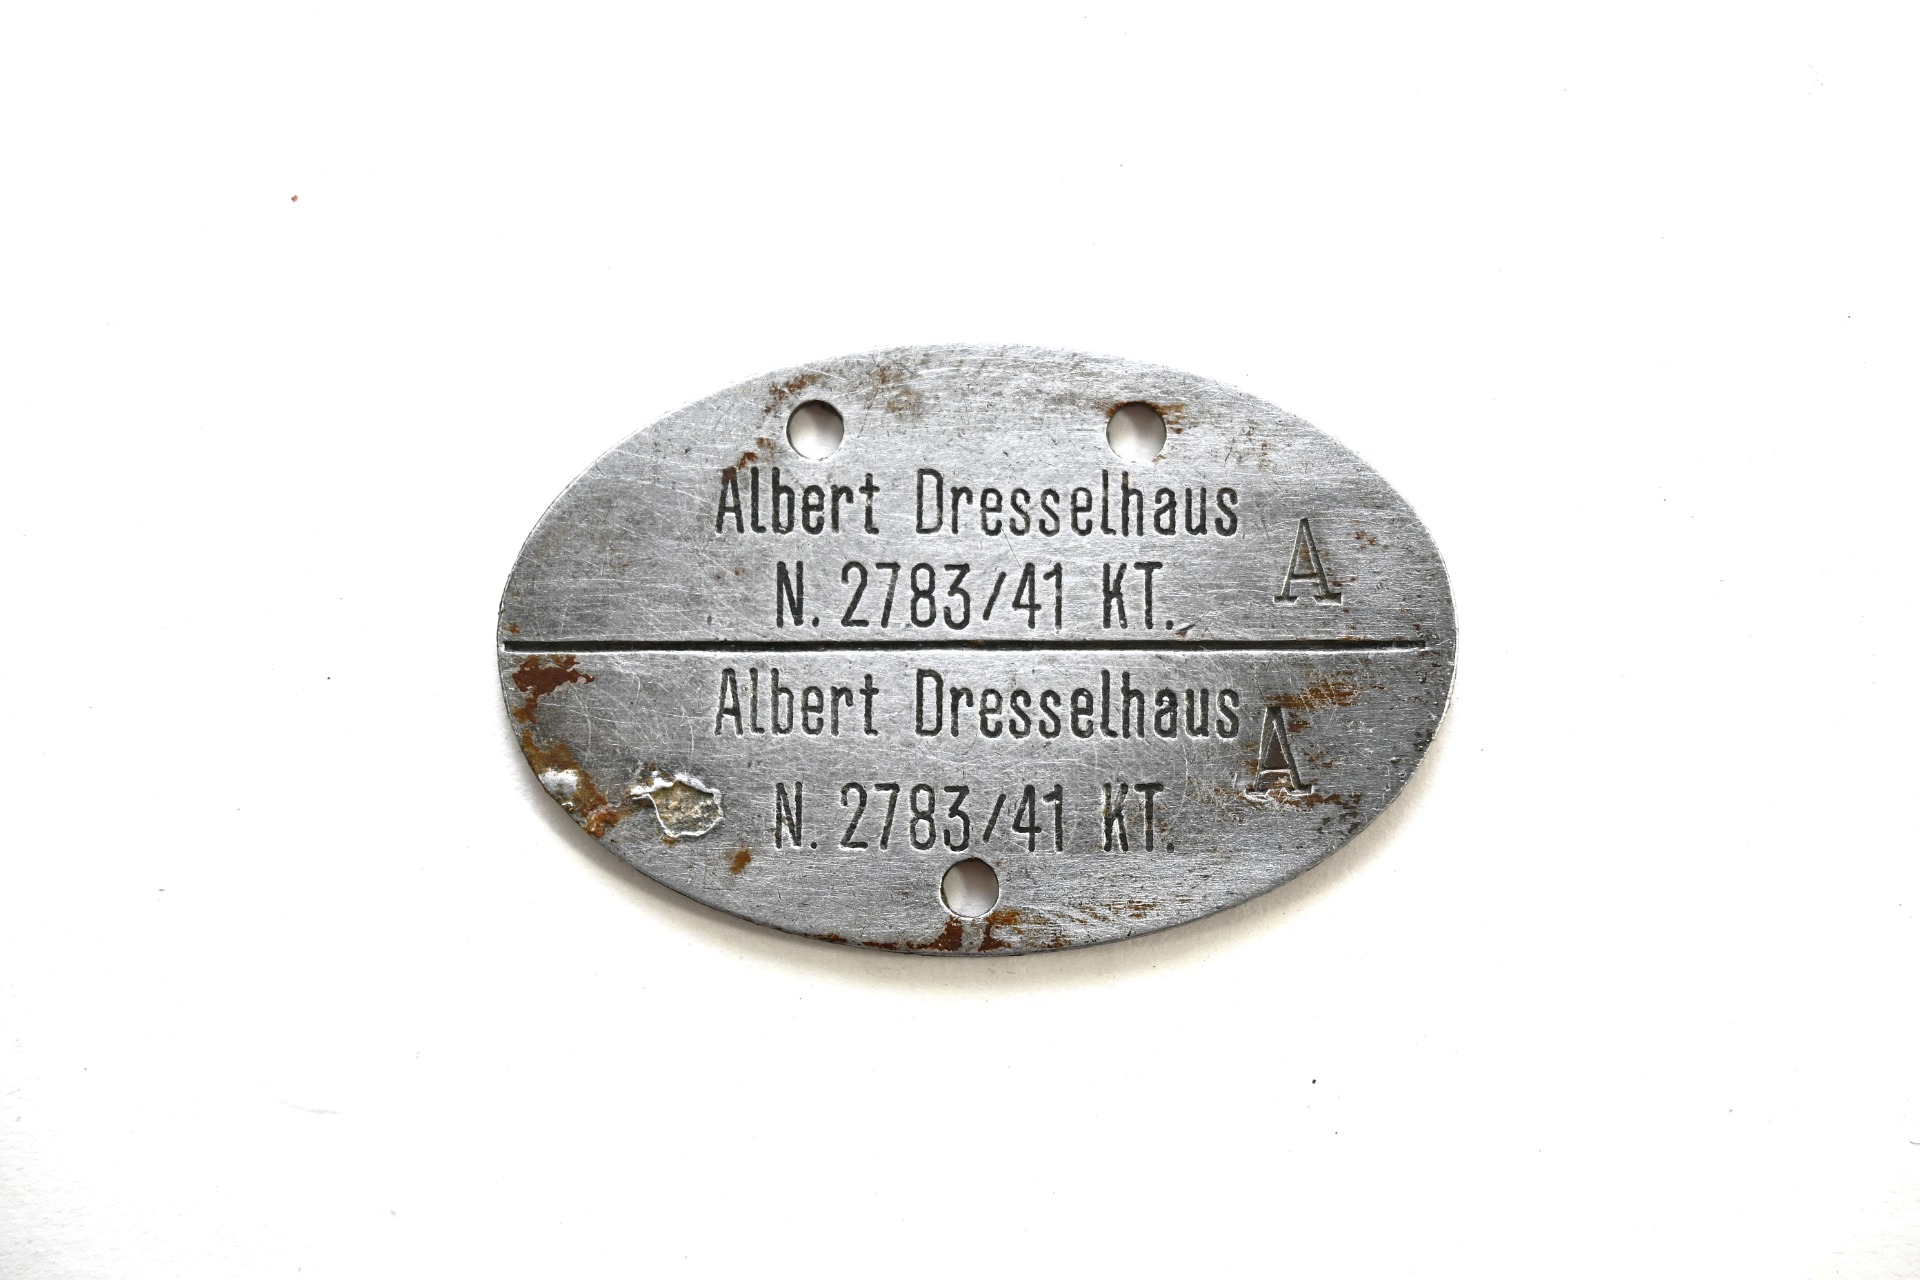 Albert Dresselhaus
N. 2783/41 KT. A
Albert Dresselhaus
N. 2783/41 KT. A